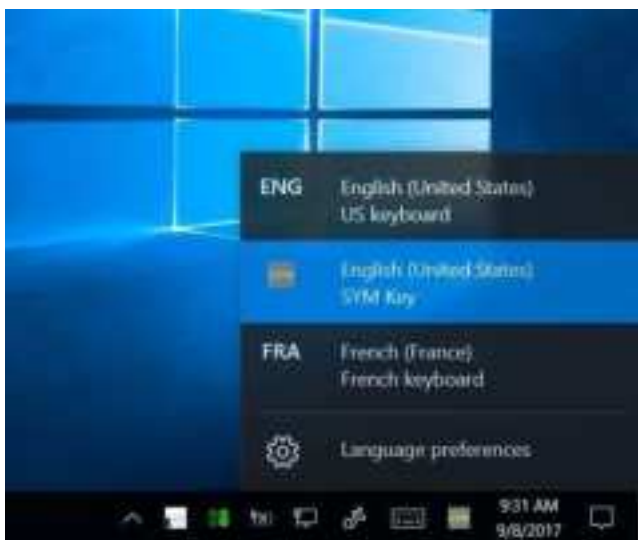 ENG
English (United States)
US keyboard
English (United States)
SYM Key
FRA
French (France)
French keyboard
Language preferences
9:31 AM
9/8/2017